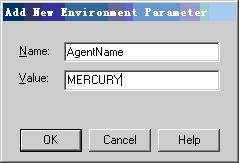 Add New Environment Parameter
Name: AgentName
Value: MERCURY
OK Cancel Help